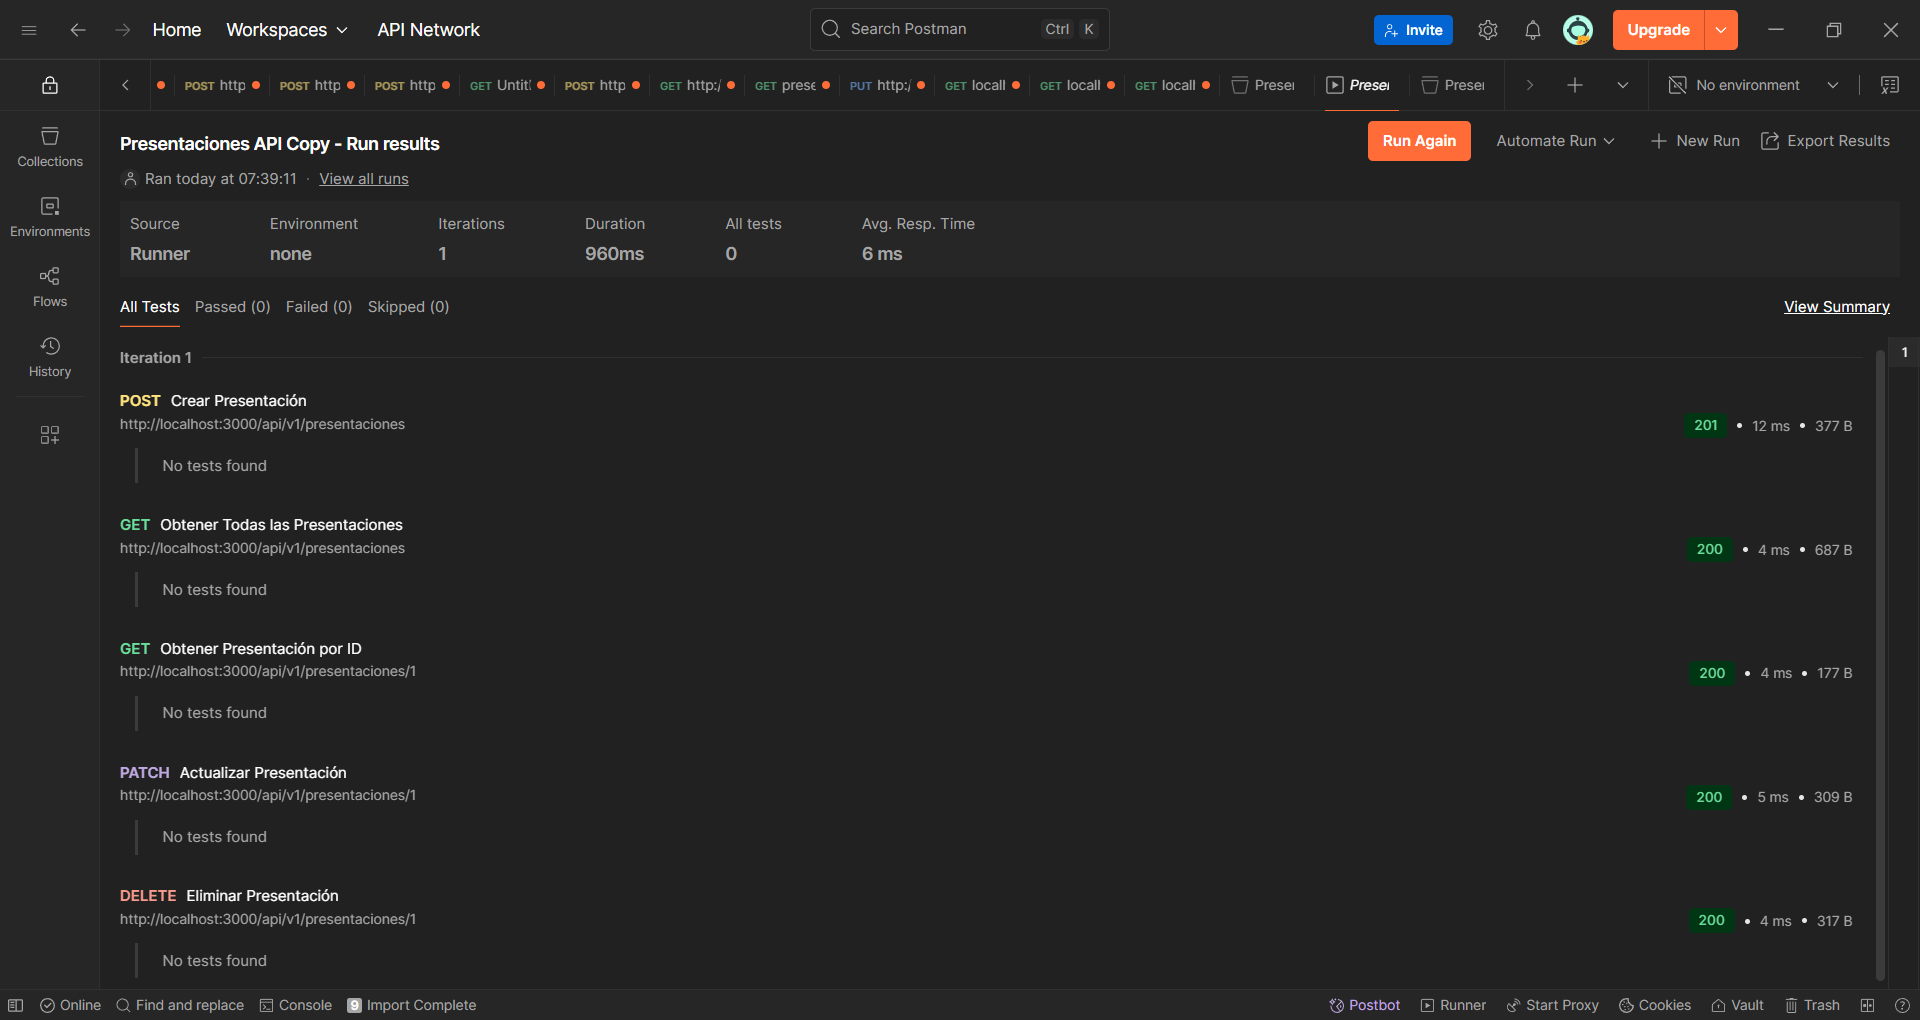 Home Workspaces API Network Search Postman Ctrl K Invite Upgrade
POST http POST http POST http GET Untit POST http GET http:/ GET prese PUT http:/ GET locall GET locall GET locall Preser Preser Preser No environment
Collections
Environments
Flows
History
Presentaciones API Copy - Run results
Run Again Automate Run New Run Export Results
Ran today at 07:39:11 · View all runs
Source Environment Iterations Duration All tests Avg. Resp. Time
Runner none 1 960ms 0 6 ms
All Tests Passed (0) Failed (0) Skipped (0) View Summary
Iteration 1
1
POST Crear Presentación
http://localhost:3000/api/v1/presentaciones
201 • 12 ms • 377 B
No tests found
GET Obtener Todas las Presentaciones
http://localhost:3000/api/v1/presentaciones
200 • 4 ms • 687 B
No tests found
GET Obtener Presentación por ID
http://localhost:3000/api/v1/presentaciones/1
200 • 4 ms • 177 B
No tests found
PATCH Actualizar Presentación
http://localhost:3000/api/v1/presentaciones/1
200 • 5 ms • 309 B
No tests found
DELETE Eliminar Presentación
http://localhost:3000/api/v1/presentaciones/1
200 • 4 ms • 317 B
No tests found
Online Find and replace Console 9 Import Complete Postbot Runner Start Proxy Cookies Vault Trash